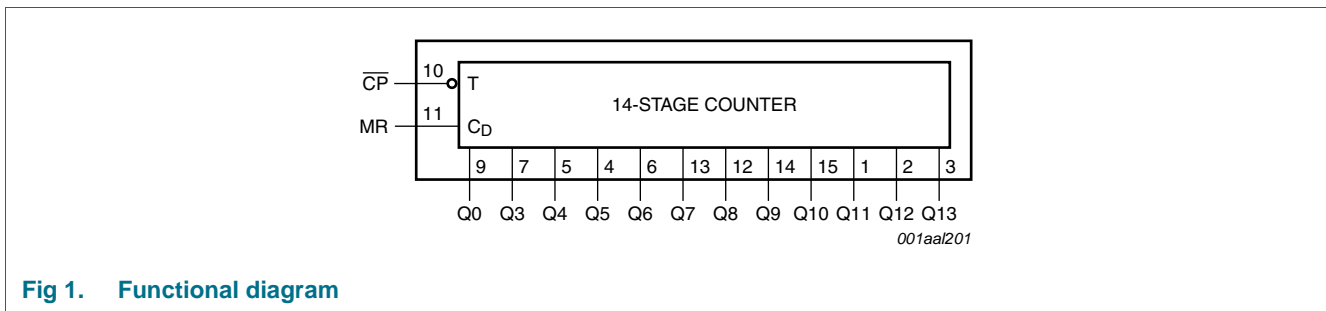 10
CP
T
14-STAGE COUNTER
11
MR
CD
9 7 5 4 6 13 12 14 15 1 2 3
Q0 Q3 Q4 Q5 Q6 Q7 Q8 Q9 Q10 Q11 Q12 Q13
001aal201
Fig 1. Functional diagram